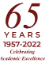 65
YEARS
1957-2022
Celebrating
Academic Excellence